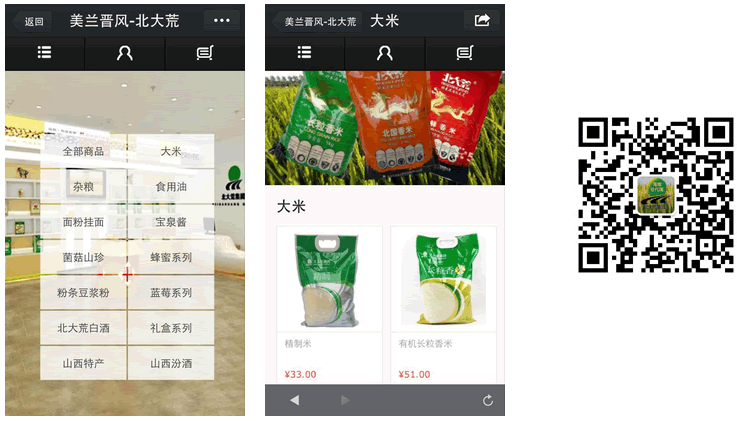 返回
美兰晋风-北大荒
全部商品
大米
杂粮
食用油
面粉挂面
宝泉酱
菌菇山珍
蜂蜜系列
粉条豆浆粉
蓝莓系列
北大荒白酒
礼盒系列
山西特产
山西汾酒
美兰晋风-北大荒
大米
北大荒
长粒香米
北国香米
大米
精制米
¥33.00
有机长粒香米
¥51.00